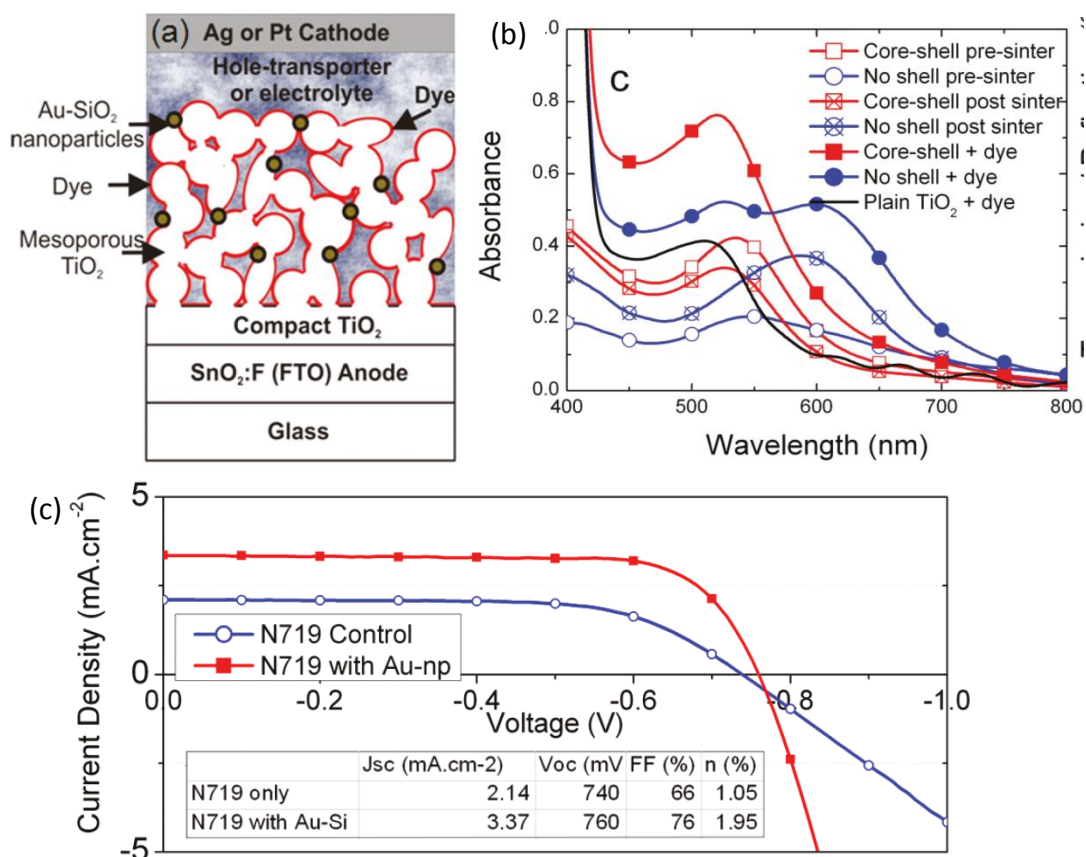 (a)
Ag or Pt Cathode
Hole-transporter
or electrolyte
Dye
Au-SiO2
nanoparticles
Dye
Mesoporous
TiO2
Compact TiO2
SnO2:F (FTO) Anode
Glass
(b)
c
Core-shell pre-sinter
No shell pre-sinter
Core-shell post sinter
No shell post sinter
Core-shell + dye
No shell + dye
Plain TiO2 + dye
Absorbance
.0
0.8
0.6
0.4
0.2
0.0
400
500
600
700
800
Wavelength (nm)
(c)
Current Density (mA.cm-2)
5
0
-5
N719 Control
N719 with Au-np
0.0
-0.2
-0.4
-0.6
-0.8
-1.0
Voltage (V)
Jsc (mA.cm-2) Voc (mV FF (%) n (%)
N719 only 2.14 740 66 1.05
N719 with Au-Si 3.37 760 76 1.95